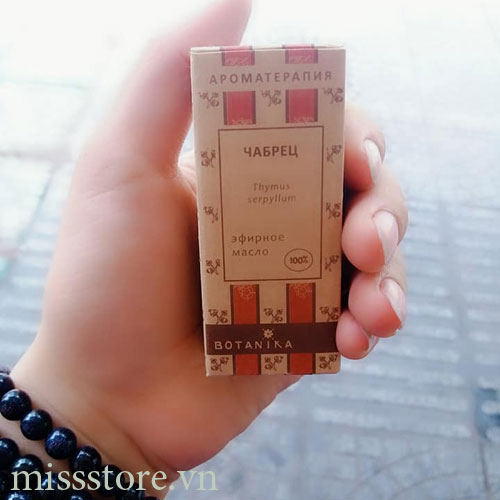 АРОМАТЕРАПИЯ
ЧАБРЕЦ
Thymus
serpyllum
эфирное
масло
100%
BOTANIKA
missstore.vn